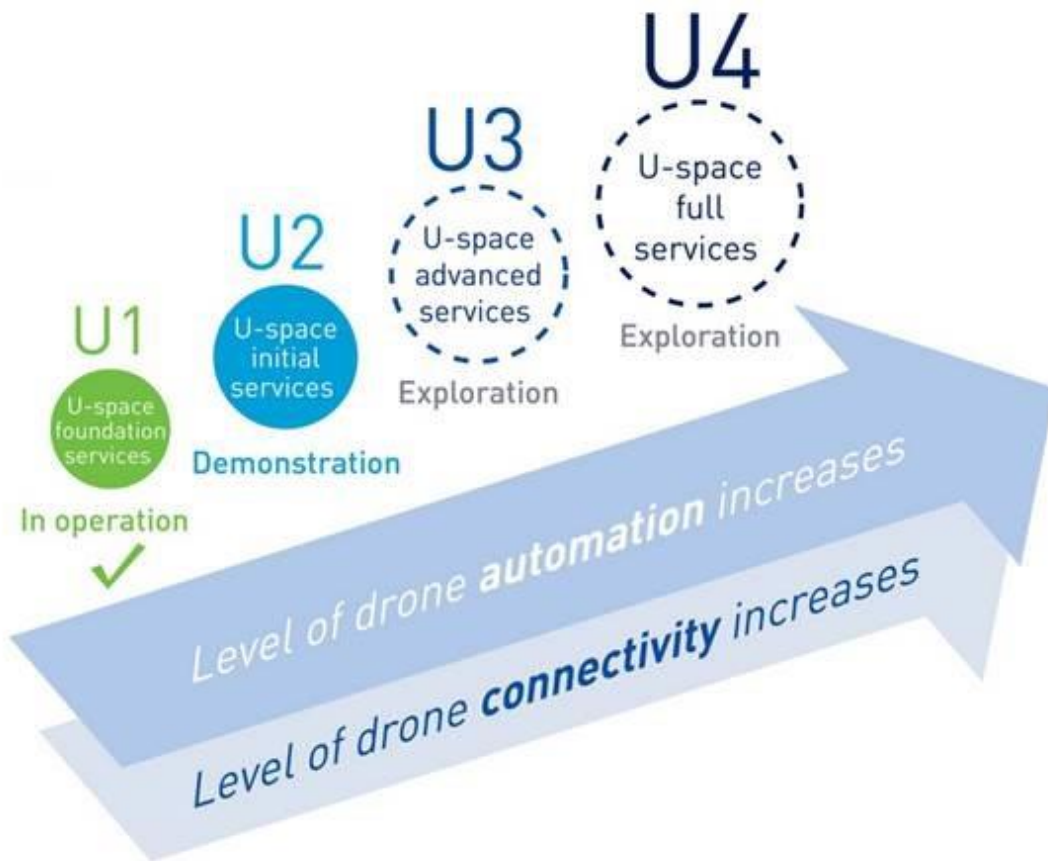 U1
U-space
foundation
services
In operation
U2
U-space
initial
services
Demonstration
U3
U-space
advanced
services
Exploration
U4
U-space
full
services
Exploration
Level of drone automation increases
Level of drone connectivity increases